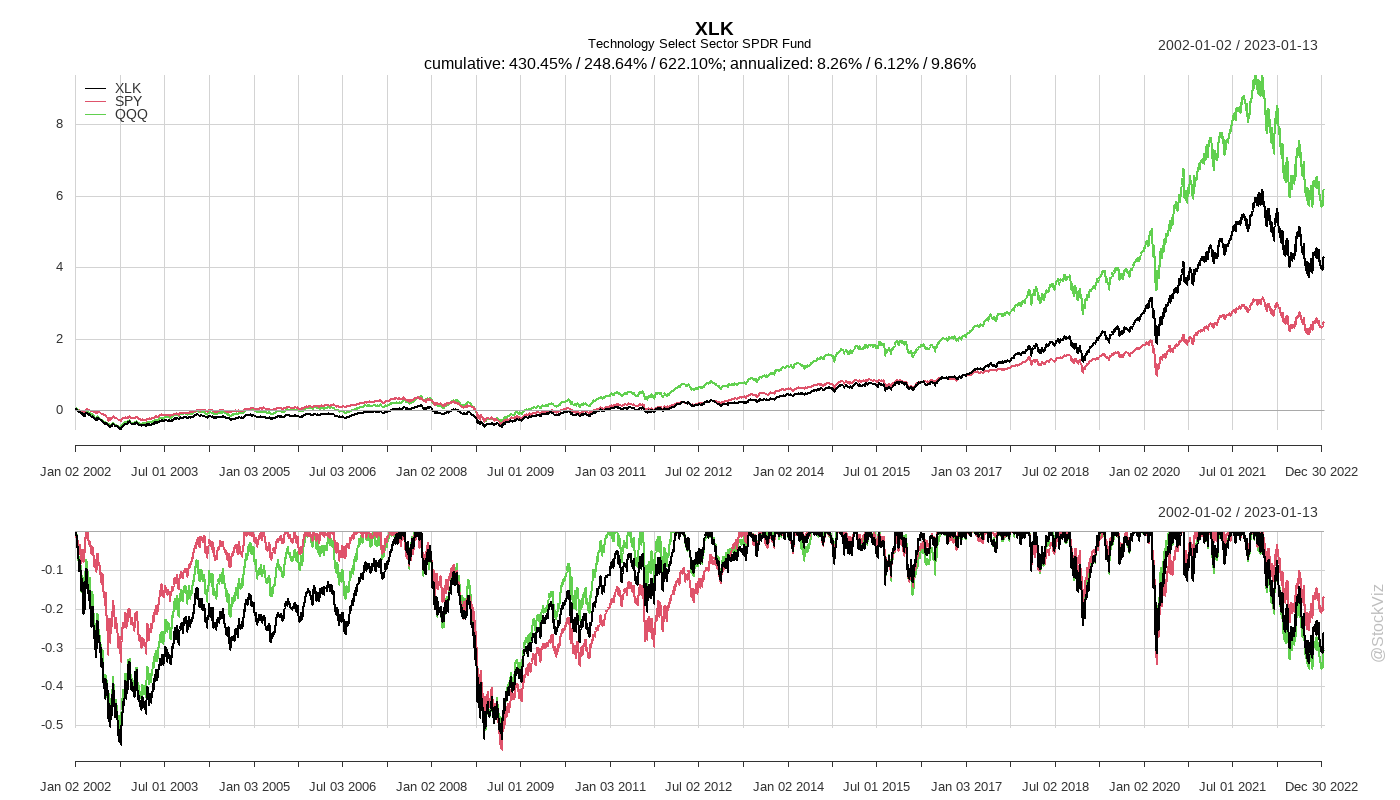 XLK
Technology Select Sector SPDR Fund
2002-01-02 / 2023-01-13
cumulative: 430.45% / 248.64% / 622.10%; annualized: 8.26% / 6.12% / 9.86%
XLK
SPY
QQQ
8
6
4
2
0
Jan 02 2002 Jul 01 2003 Jan 03 2005 Jul 03 2006 Jan 02 2008 Jul 01 2009 Jan 03 2011 Jul 02 2012 Jan 02 2014 Jul 01 2015 Jan 03 2017 Jul 02 2018 Jan 02 2020 Jul 01 2021 Dec 30 2022
2002-01-02 / 2023-01-13
-0.1
-0.2
-0.3
-0.4
-0.5
Jan 02 2002 Jul 01 2003 Jan 03 2005 Jul 03 2006 Jan 02 2008 Jul 01 2009 Jan 03 2011 Jul 02 2012 Jan 02 2014 Jul 01 2015 Jan 03 2017 Jul 02 2018 Jan 02 2020 Jul 01 2021 Dec 30 2022
@StockViz